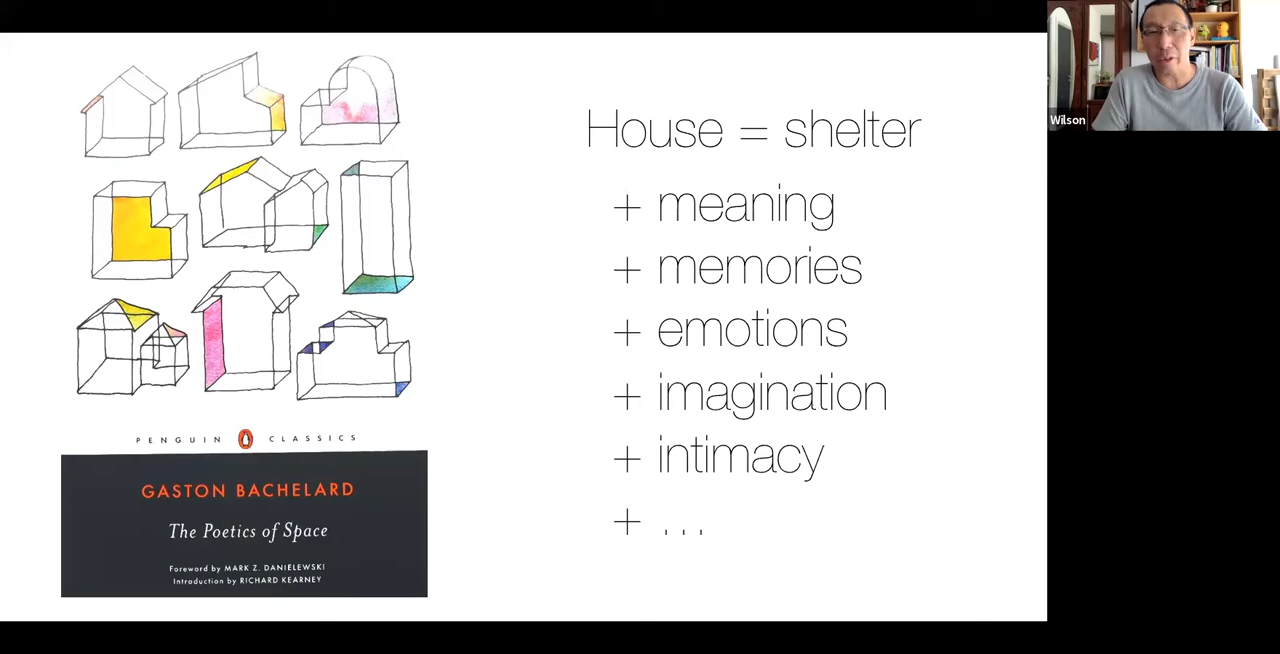 PENGUIN CLASSICS
GASTON BACHELARD
The Poetics of Space
Foreword by MARK Z. DANIELEWSKI
Introduction by RICHARD KEARNEY
House = shelter
+ meaning
+ memories
+ emotions
+ imagination
+ intimacy
+ ...
Wilson